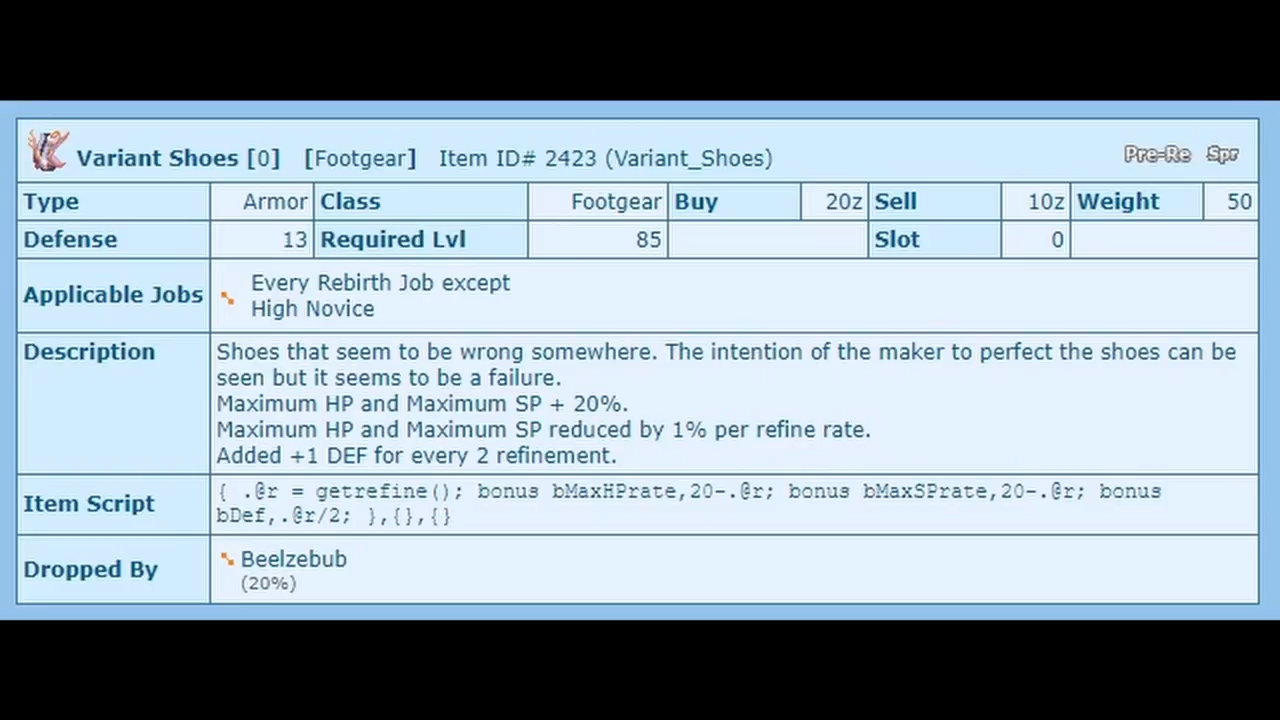 Variant Shoes [0] [Footgear] Item ID# 2423 (Variant_Shoes) Pre-Re Spr
Type Armor Class Footgear Buy 20z Sell 10z Weight 50
Defense 13 Required Lvl 85 Slot 0
Applicable Jobs
Every Rebirth Job except
High Novice
Description
Shoes that seem to be wrong somewhere. The intention of the maker to perfect the shoes can be
seen but it seems to be a failure.
Maximum HP and Maximum SP + 20%.
Maximum HP and Maximum SP reduced by 1% per refine rate.
Added +1 DEF for every 2 refinement.
Item Script
{ .@r = getrefine(); bonus bMaxHPrate,20-.@r; bonus bMaxSPrate,20-.@r; bonus
bDef,.@r/2; },{},{}
Dropped By
Beelzebub
(20%)